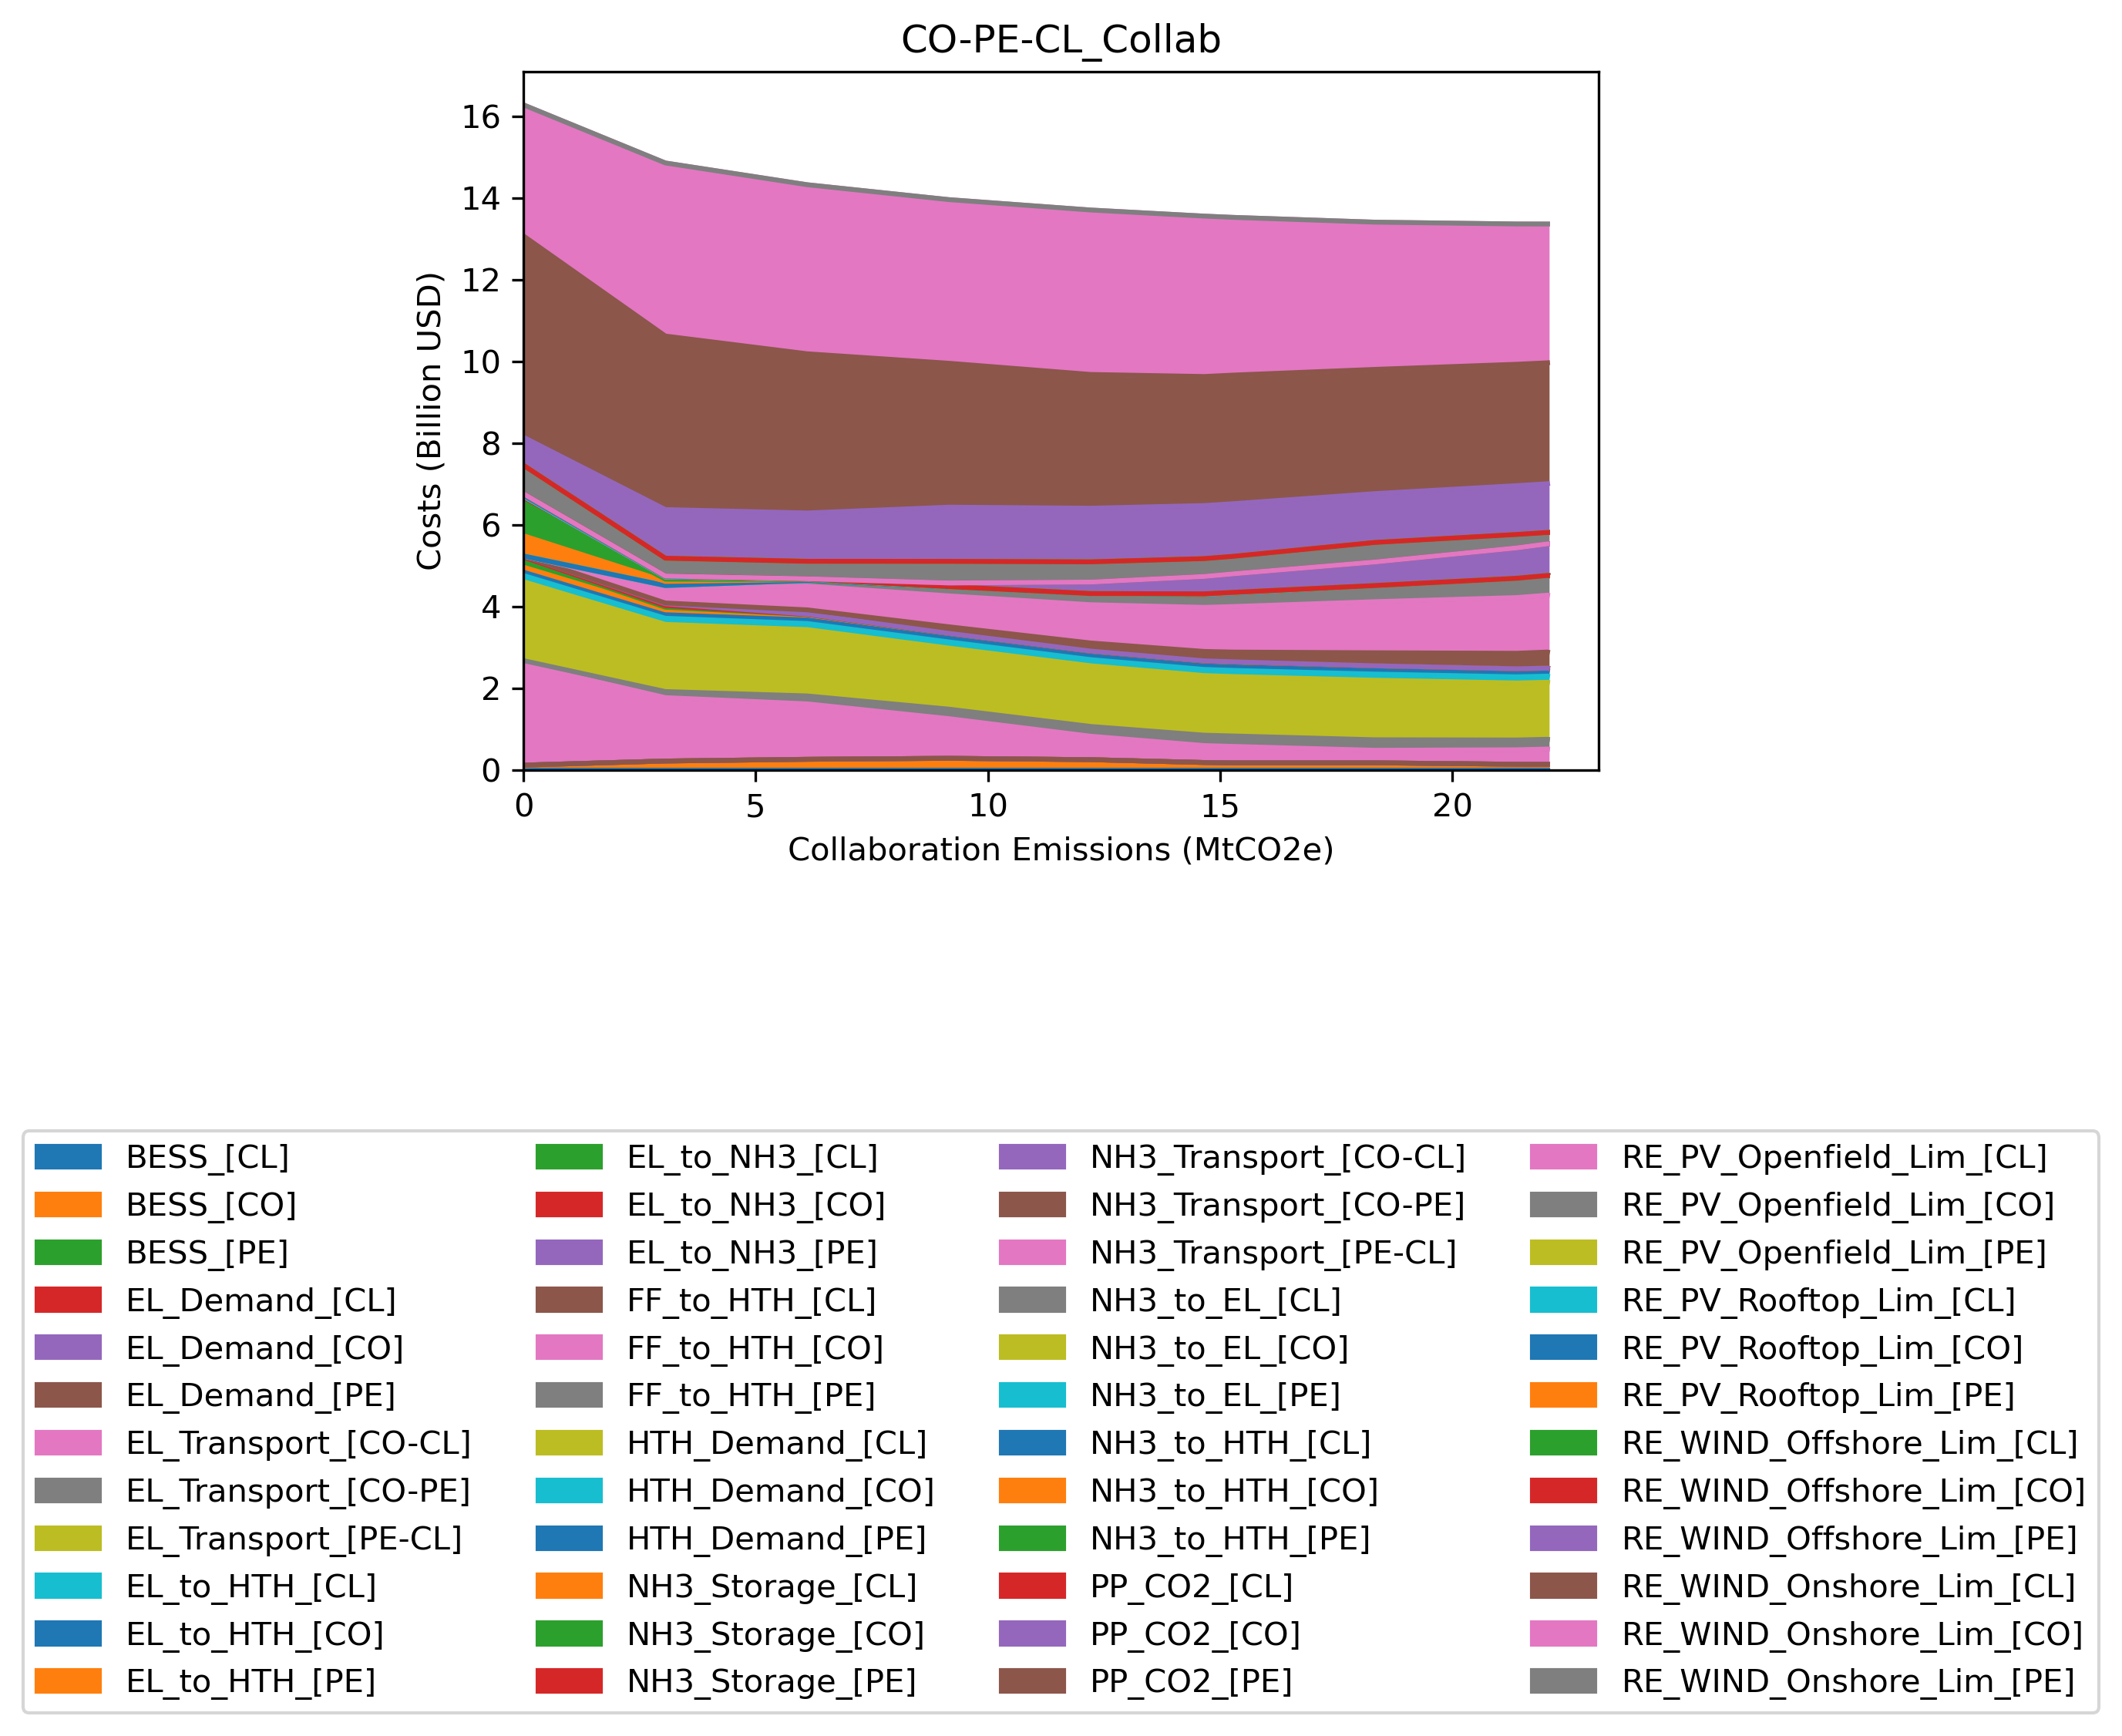 CO-PE-CL_Collab
16
14
12
10
8
6
4
2
0
Costs (Billion USD)
0 5 10 15 20
Collaboration Emissions (MtCO2e)
BESS_[CL]
BESS_[CO]
BESS_[PE]
EL_Demand_[CL]
EL_Demand_[CO]
EL_Demand_[PE]
EL_Transport_[CO-CL]
EL_Transport_[CO-PE]
EL_Transport_[PE-CL]
EL_to_HTH_[CL]
EL_to_HTH_[CO]
EL_to_HTH_[PE]
EL_to_NH3_[CL]
EL_to_NH3_[CO]
EL_to_NH3_[PE]
FF_to_HTH_[CL]
FF_to_HTH_[CO]
FF_to_HTH_[PE]
HTH_Demand_[CL]
HTH_Demand_[CO]
HTH_Demand_[PE]
NH3_Storage_[CL]
NH3_Storage_[CO]
NH3_Storage_[PE]
NH3_Transport_[CO-CL]
NH3_Transport_[CO-PE]
NH3_Transport_[PE-CL]
NH3_to_EL_[CL]
NH3_to_EL_[CO]
NH3_to_EL_[PE]
NH3_to_HTH_[CL]
NH3_to_HTH_[CO]
NH3_to_HTH_[PE]
PP_CO2_[CL]
PP_CO2_[CO]
PP_CO2_[PE]
RE_PV_Openfield_Lim_[CL]
RE_PV_Openfield_Lim_[CO]
RE_PV_Openfield_Lim_[PE]
RE_PV_Rooftop_Lim_[CL]
RE_PV_Rooftop_Lim_[CO]
RE_PV_Rooftop_Lim_[PE]
RE_WIND_Offshore_Lim_[CL]
RE_WIND_Offshore_Lim_[CO]
RE_WIND_Offshore_Lim_[PE]
RE_WIND_Onshore_Lim_[CL]
RE_WIND_Onshore_Lim_[CO]
RE_WIND_Onshore_Lim_[PE]